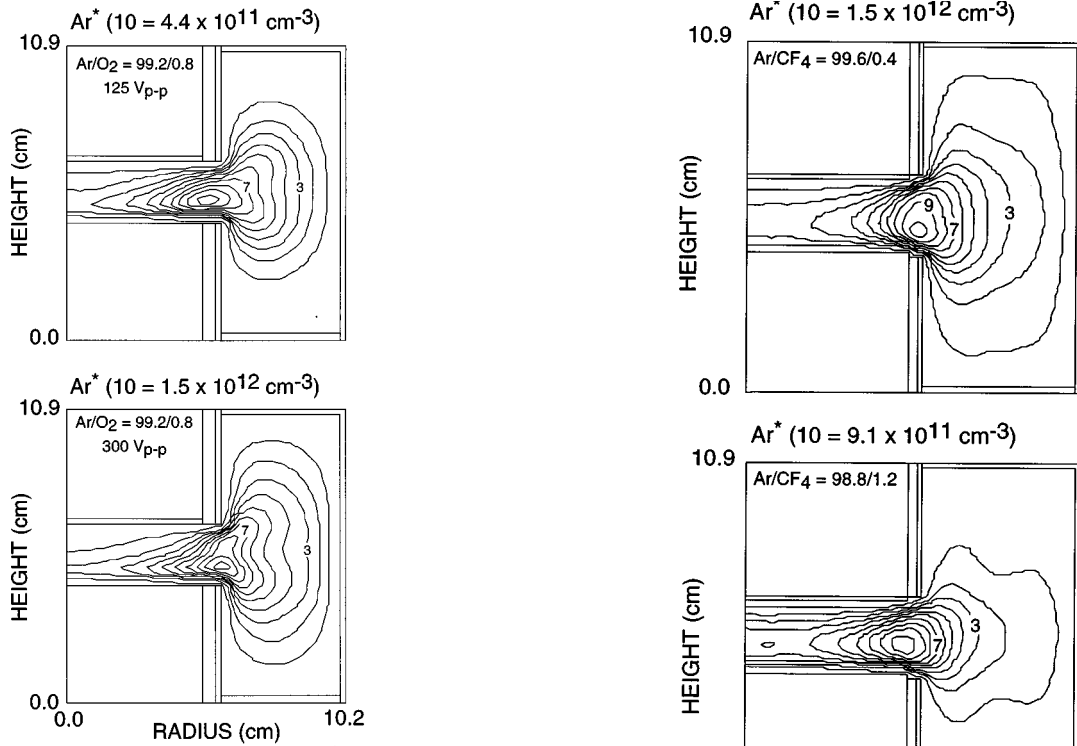 Ar* (10 = 4.4 x 10¹¹ cm⁻³)
10.9
Ar/O₂ = 99.2/0.8
125 Vp-p
7
3
HEIGHT (cm)
0.0
Ar* (10 = 1.5 x 10¹² cm⁻³)
10.9
Ar/O₂ = 99.2/0.8
300 Vp-p
7
3
HEIGHT (cm)
0.0
0.0
10.2
RADIUS (cm)
Ar* (10 = 1.5 x 10¹² cm⁻³)
10.9
Ar/CF₄ = 99.6/0.4
9
7
3
HEIGHT (cm)
0.0
Ar* (10 = 9.1 x 10¹¹ cm⁻³)
10.9
Ar/CF₄ = 98.8/1.2
7
3
HEIGHT (cm)